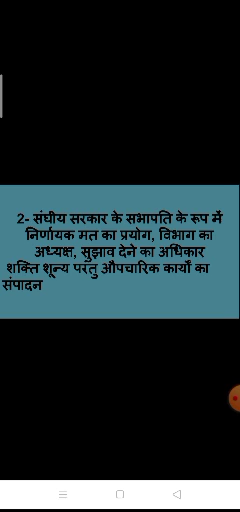 2- संघीय सरकार के सभापति के रूप में
निर्णायक मत का प्रयोग, विभाग का
अध्यक्ष, सुझाव देने का अधिकार
शक्ति शून्य परंतु औपचारिक कार्यों का
संपादन